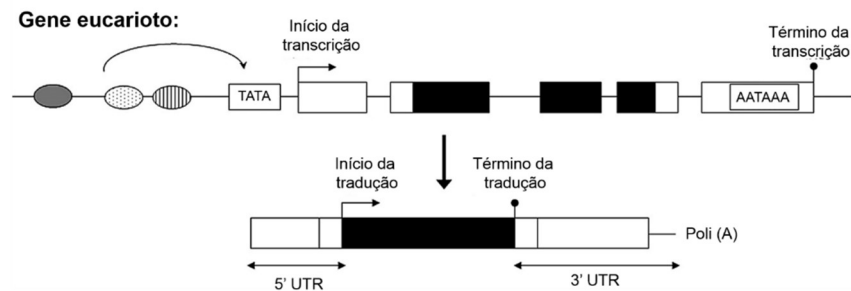 Gene eucarioto:
Início da
transcrição
Término da
transcrição
TATA
AATAAA
Início da
tradução
Término da
tradução
Poli (A)
5' UTR
3' UTR